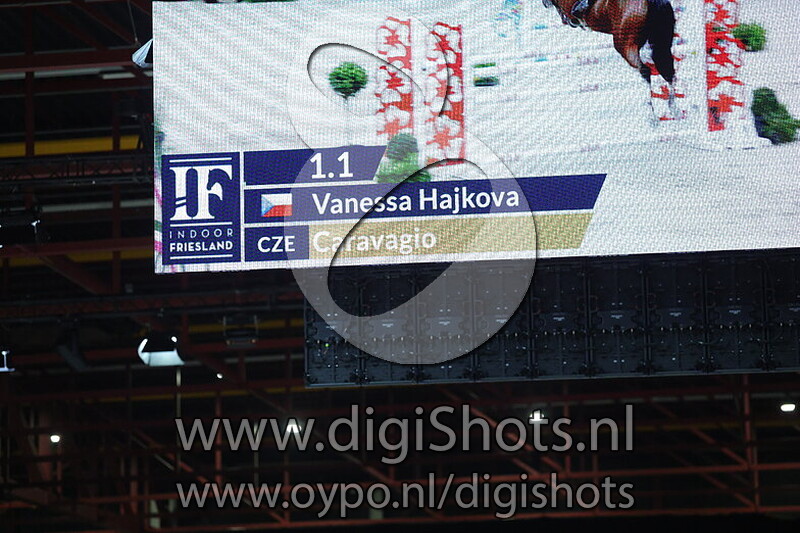 1.1
IF
INDOOR
FRIESLAND
Vanessa Hajkova
CZE Caravagio
www.digiShots.nl
www.oypo.nl/digishots